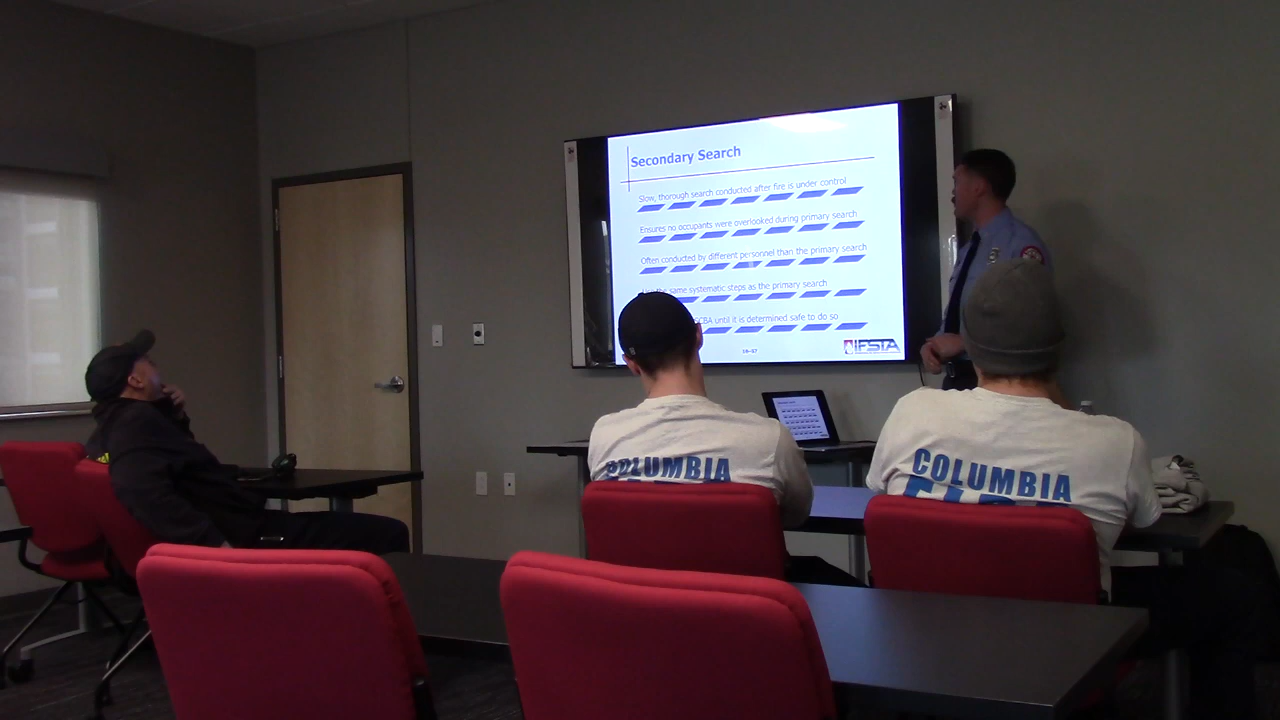 Secondary Search
Slow, thorough search conducted after fire is under control
Ensures no occupants were overlooked during primary search
Often conducted by different personnel than the primary search
the same systematic steps as the primary search
SCBA until it is determined safe to do so
IFSTA
COLUMBIA
COLUMBIA